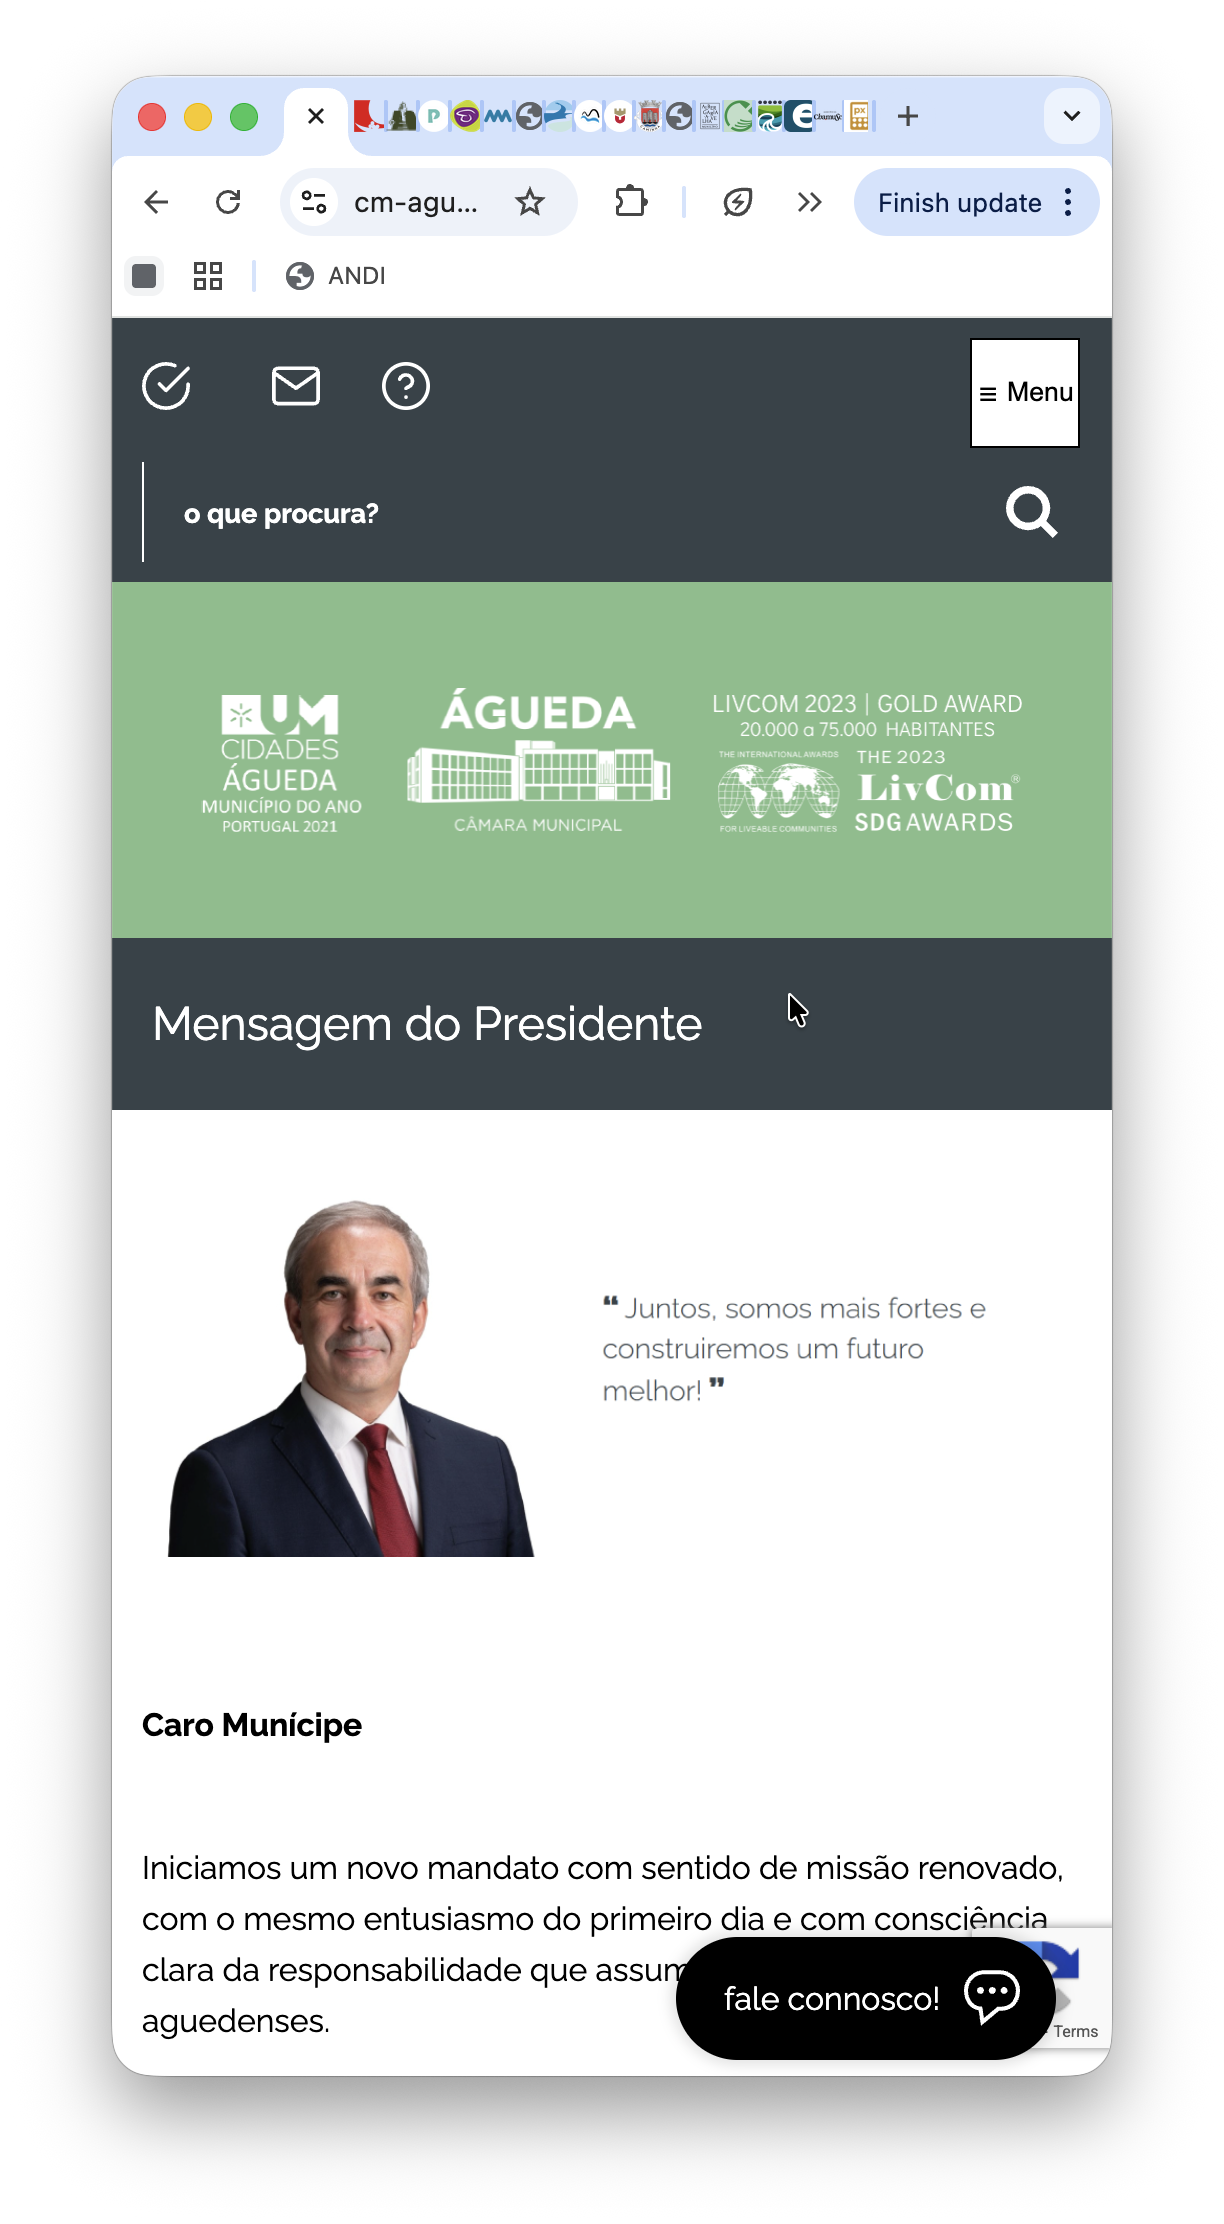 cm-agu...
Finish update
ANDI
≡ Menu
o que procura?
UM
CIDADES
ÁGUEDA
MUNICÍPIO DO ANO
PORTUGAL 2021
ÁGUEDA
CÂMARA MUNICIPAL
LIVCOM 2023 | GOLD AWARD
20.000 a 75.000 HABITANTES
THE INTERNATIONAL AWARDS
FOR LIVEABLE COMMUNITIES
THE 2023
LivCom®
SDG AWARDS
Mensagem do Presidente
❝ Juntos, somos mais fortes e
construiremos um futuro
melhor! ❞
Caro Munícipe
Iniciamos um novo mandato com sentido de missão renovado,
com o mesmo entusiasmo do primeiro dia e com consciência
clara da responsabilidade que assum
aguedenses.
fale connosco!
- Terms